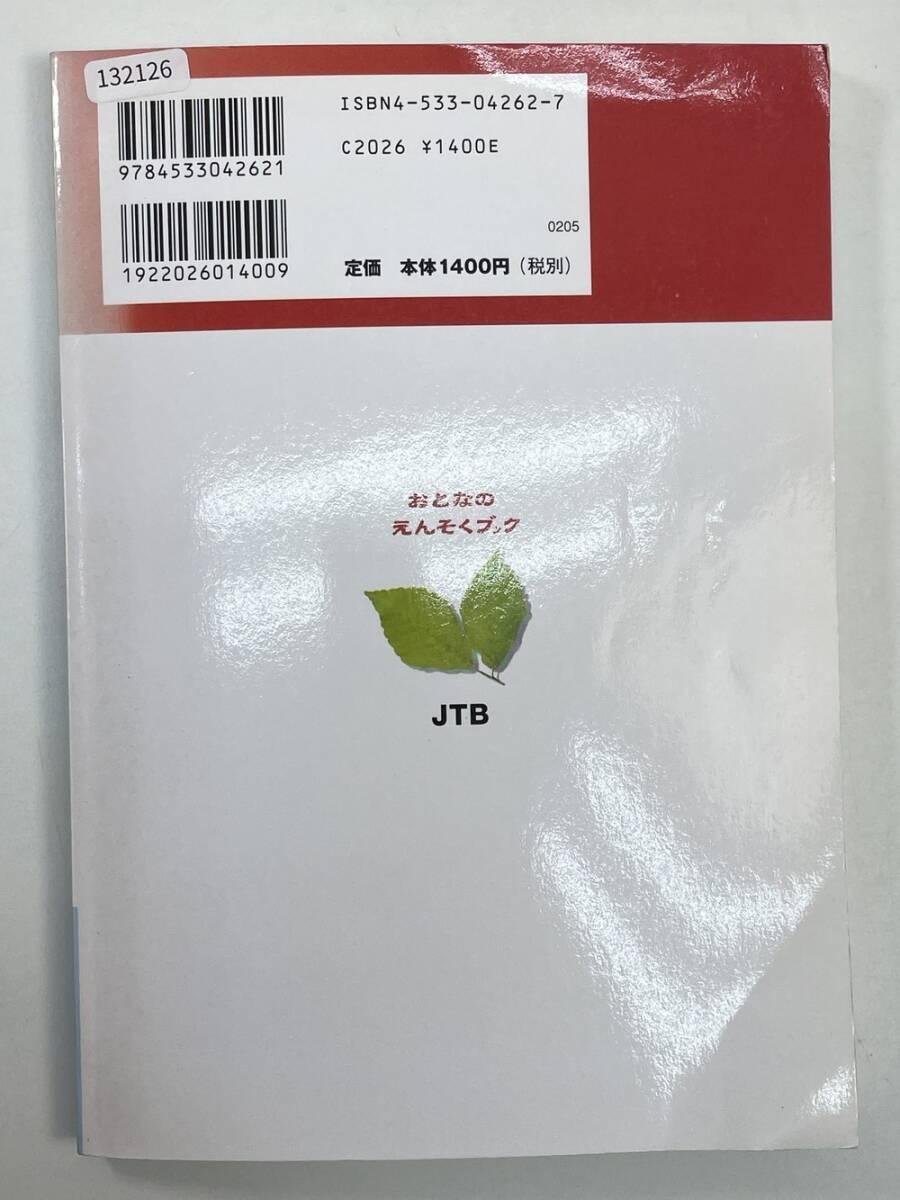 132126
ISBN4-533-04262-7
C2026 ¥1400E
9784533042621
0205
1922026014009
定価 本体1400円(税別)
おとなの
えんそくブック
JTB